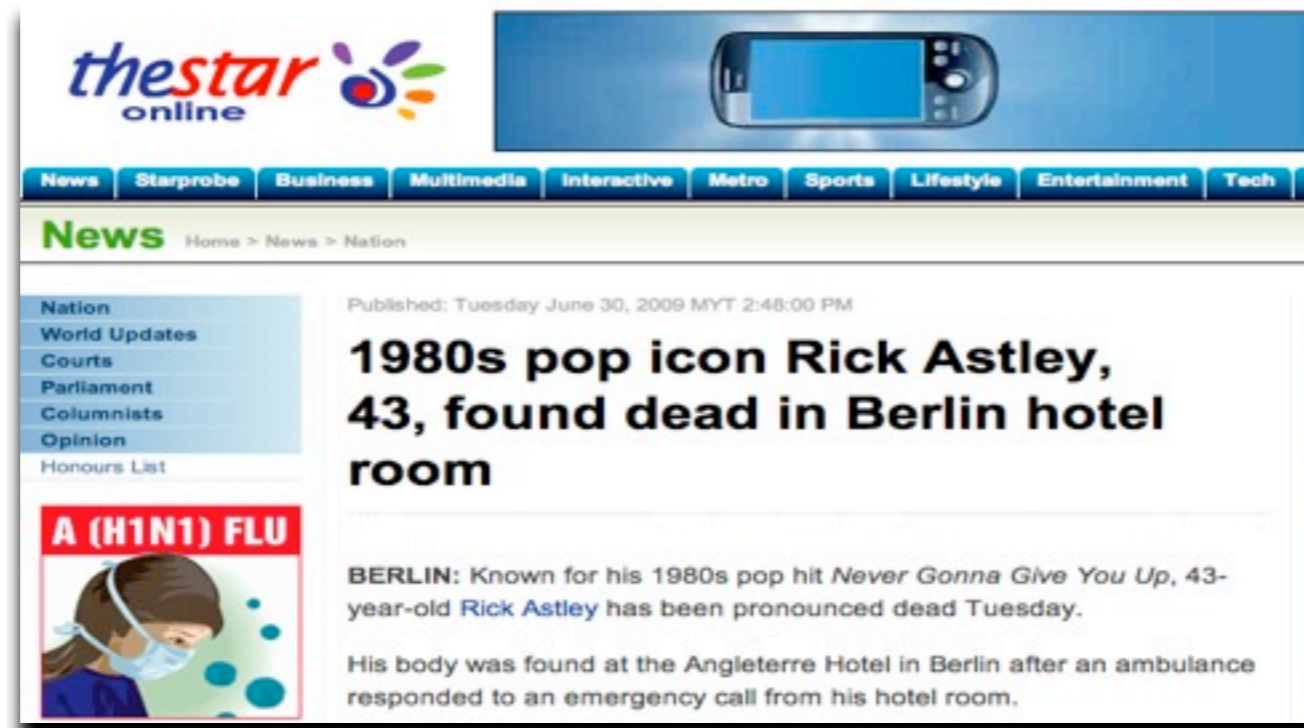 thestar
online
News Starprobe Business Multimedia Interactive Metro Sports Lifestyle Entertainment Tech
News Home > News > Nation
Nation
World Updates
Courts
Parliament
Columnists
Opinion
Honours List
A (H1N1) FLU
Published: Tuesday June 30, 2009 MYT 2:48:00 PM
1980s pop icon Rick Astley,
43, found dead in Berlin hotel
room
BERLIN: Known for his 1980s pop hit Never Gonna Give You Up, 43-
year-old Rick Astley has been pronounced dead Tuesday.
His body was found at the Angleterre Hotel in Berlin after an ambulance
responded to an emergency call from his hotel room.